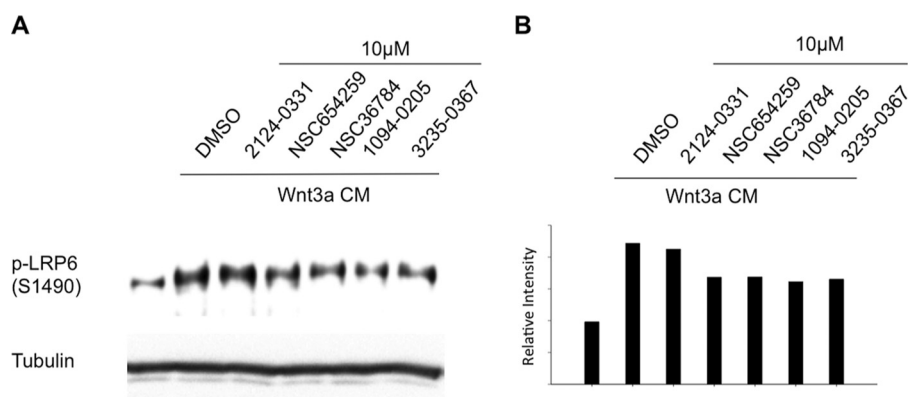 A
10μM
DMSO
2124-0331
NSC654259
NSC36784
1094-0205
3235-0367
Wnt3a CM
p-LRP6
(S1490)
Tubulin
B
10μM
DMSO
2124-0331
NSC654259
NSC36784
1094-0205
3235-0367
Wnt3a CM
Relative Intensity